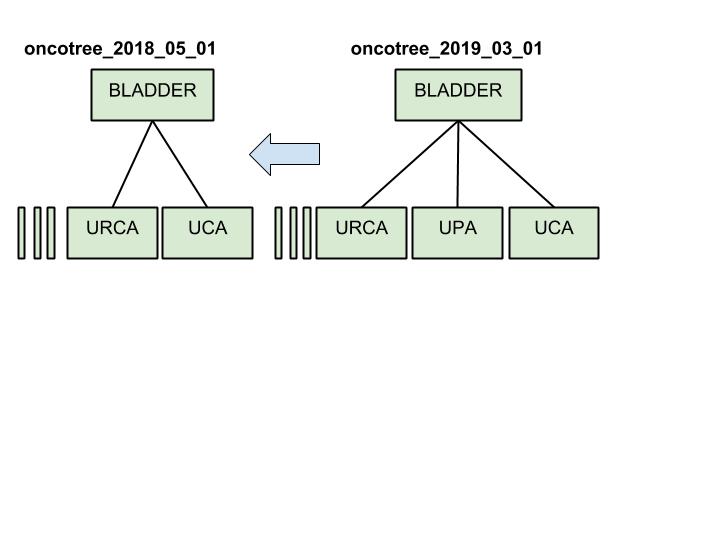 oncotree_2018_05_01
BLADDER
URCA
UCA
oncotree_2019_03_01
BLADDER
URCA
UPA
UCA